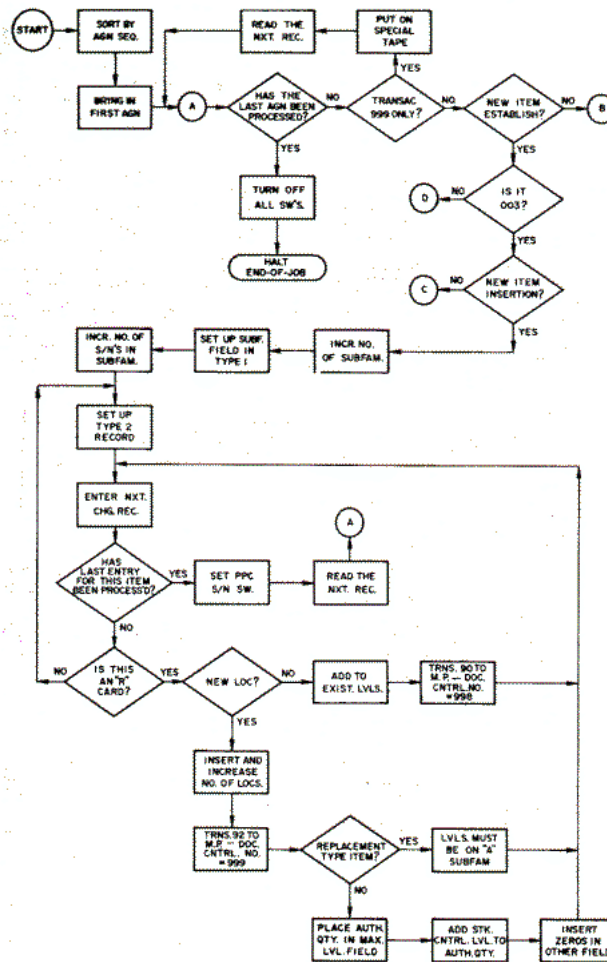 START
SORT BY
AGN SEQ.
READ THE
NXT. REC.
PUT ON
SPECIAL
TAPE
YES
BRING IN
FIRST AGN
A
HAS THE
LAST AGN BEEN
PROCESSED?
NO
TRANSAC
999 ONLY?
NO
NEW ITEM
ESTABLISH?
NO
B
YES
YES
TURN OFF
ALL SW'S.
D
NO
IS IT
003?
YES
HALT
END-OF-JOB
C
NO
NEW ITEM
INSERTION?
YES
INCR. NO. OF
S/N'S IN
SUBFAM.
SET UP SUBF.
FIELD IN
TYPE 1
INCR. NO.
OF SUBFAM.
SET UP
TYPE 2
RECORD
ENTER NXT.
CHG. REC.
A
HAS
LAST ENTRY
FOR THIS ITEM
BEEN PROCESS'D?
YES
SET PPC
S/N SW.
READ THE
NXT. REC.
NO
NO
IS THIS
AN "R"
CARD?
YES
NEW LOC?
NO
ADD TO
EXIST. LVLS.
TRNS. 90 TO
M.P. — DOC.
CNTRL. NO.
=998
YES
INSERT AND
INCREASE
NO. OF LOCS.
TRNS. 92 TO
M.P. — DOC.
CNTRL. NO.
=999
REPLACEMENT
TYPE ITEM?
YES
LVLS. MUST
BE ON "A"
SUBFAM
NO
PLACE AUTH.
QTY. IN MAX.
LVL. FIELD
ADD STK.
CNTRL. LVL. TO
AUTH. QTY.
INSERT
ZEROS IN
OTHER FIELD